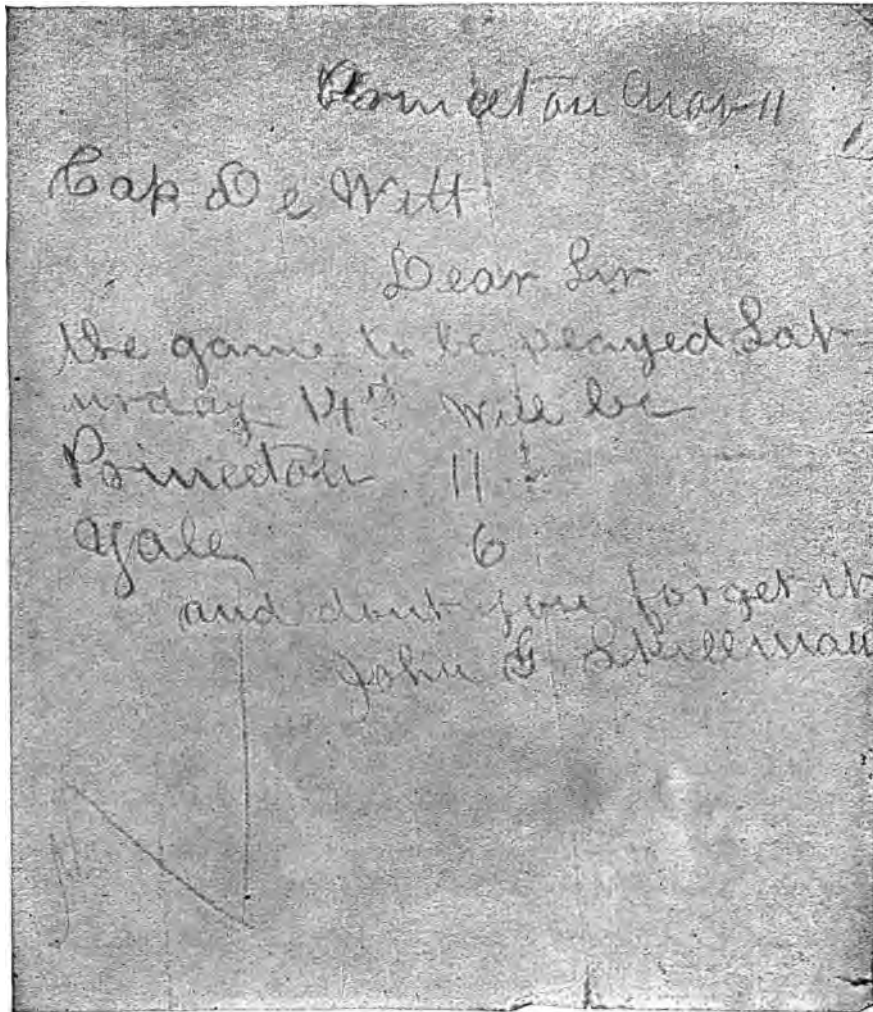 Princeton Nov 11
Cap De Witt
Dear Sir
the game to be played Sat-
urday 14th will be
Princeton 11
Yale 6
and dont you forget it
John G. Skillman